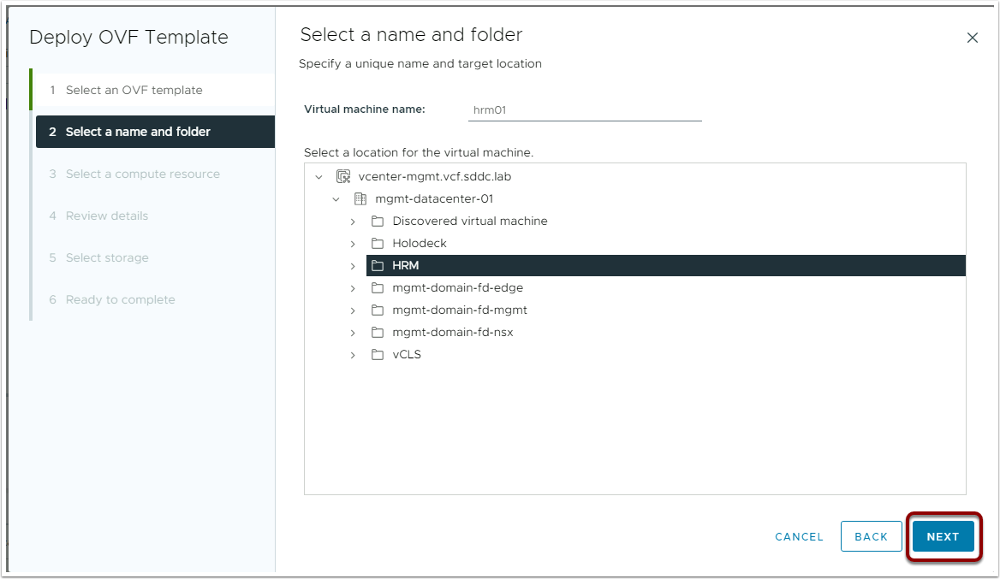 Deploy OVF Template
1 Select an OVF template
2 Select a name and folder
3 Select a compute resource
4 Review details
5 Select storage
6 Ready to complete
Select a name and folder
Specify a unique name and target location
Virtual machine name: hrm01
Select a location for the virtual machine.
vcenter-mgmt.vcf.sddc.lab
mgmt-datacenter-01
Discovered virtual machine
Holodeck
HRM
mgmt-domain-fd-edge
mgmt-domain-fd-mgmt
mgmt-domain-fd-nsx
vCLS
CANCEL BACK NEXT